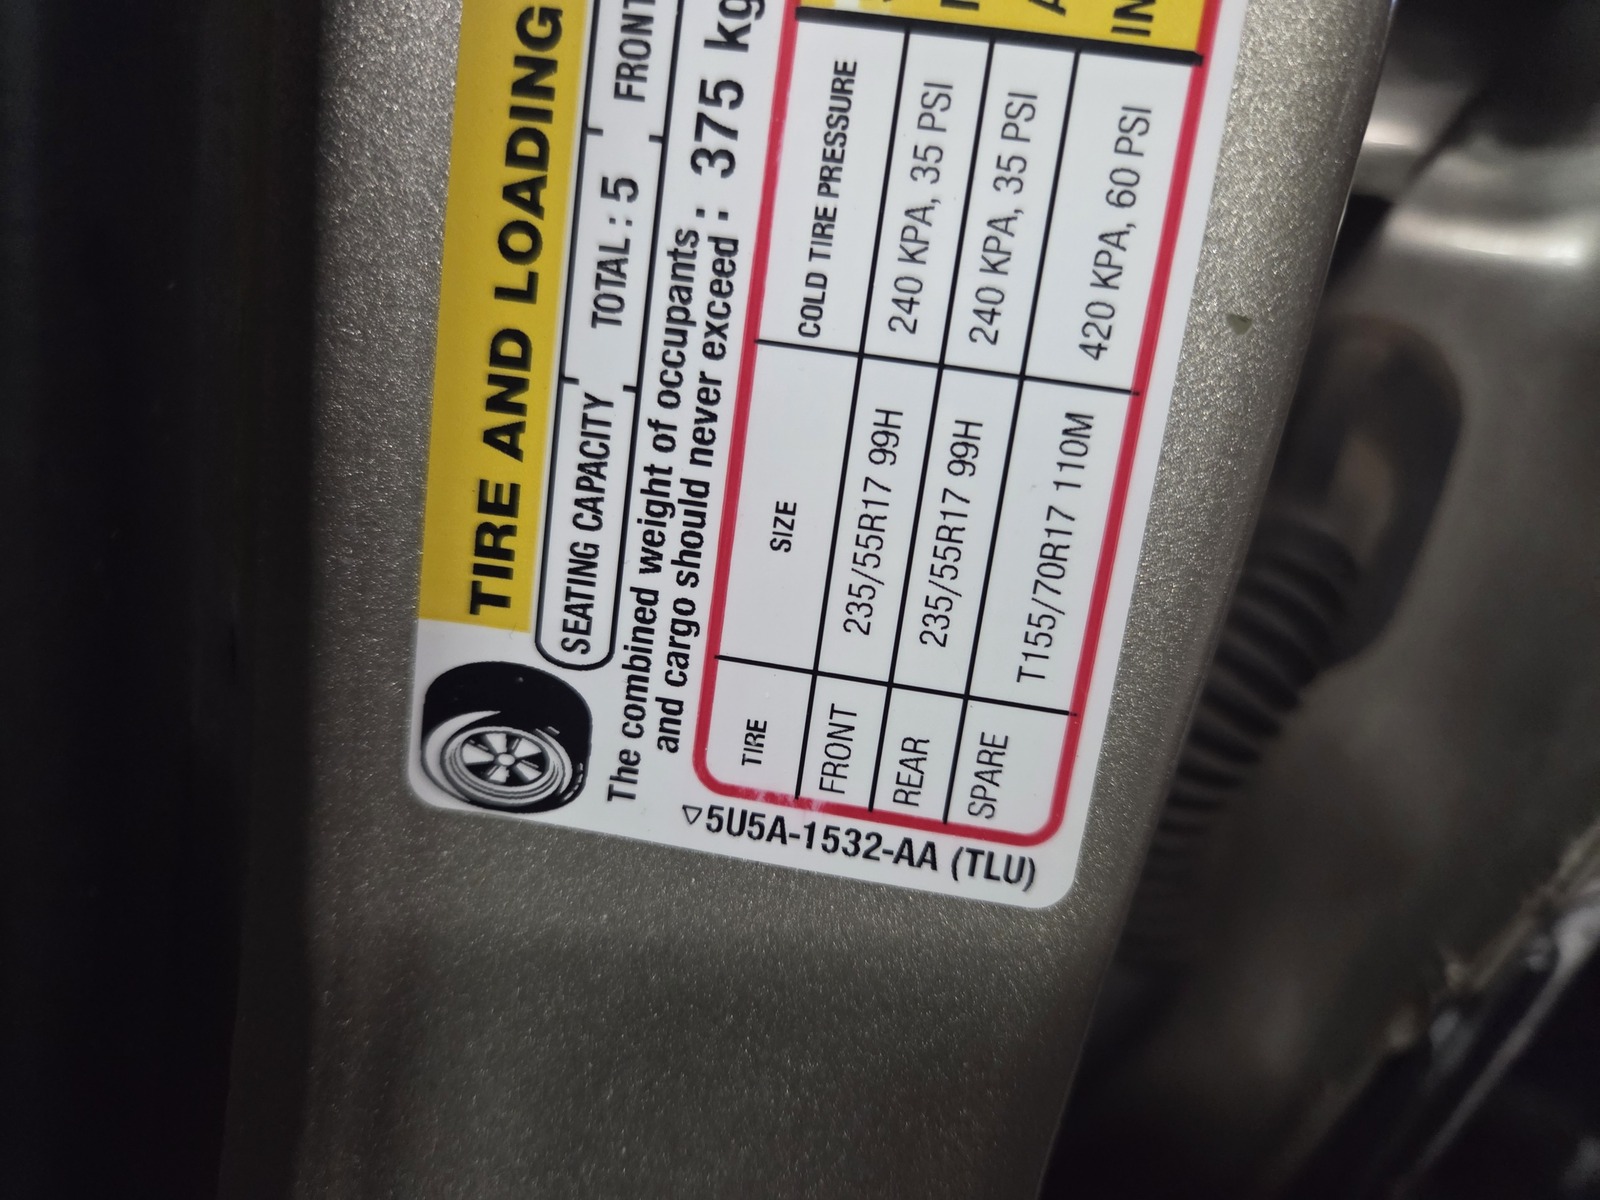 TIRE AND LOADING
SEATING CAPACITY TOTAL : 5 FRONT
The combined weight of occupants
and cargo should never exceed : 375 kg
TIRE SIZE COLD TIRE PRESSURE
FRONT 235/55R17 99H 240 KPA, 35 PSI
REAR 235/55R17 99H 240 KPA, 35 PSI
SPARE T155/70R17 110M 420 KPA, 60 PSI
IN
▽5U5A-1532-AA (TLU)